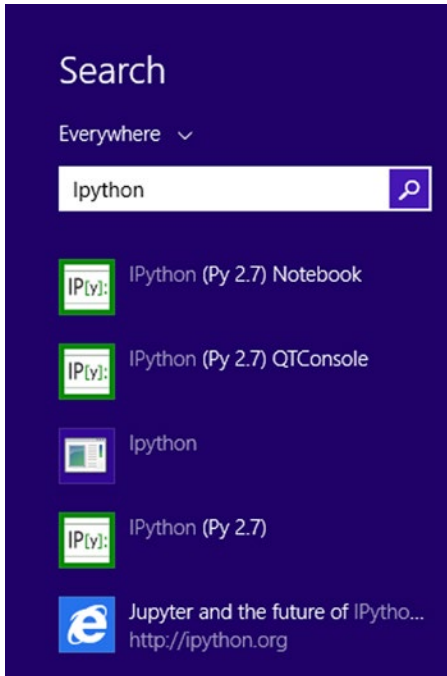 Search
Everywhere
Ipython
IP[y]:
IPython (Py 2.7) Notebook
IP[y]:
IPython (Py 2.7) QTConsole
Ipython
IP[y]:
IPython (Py 2.7)
Jupyter and the future of IPytho...
http://ipython.org